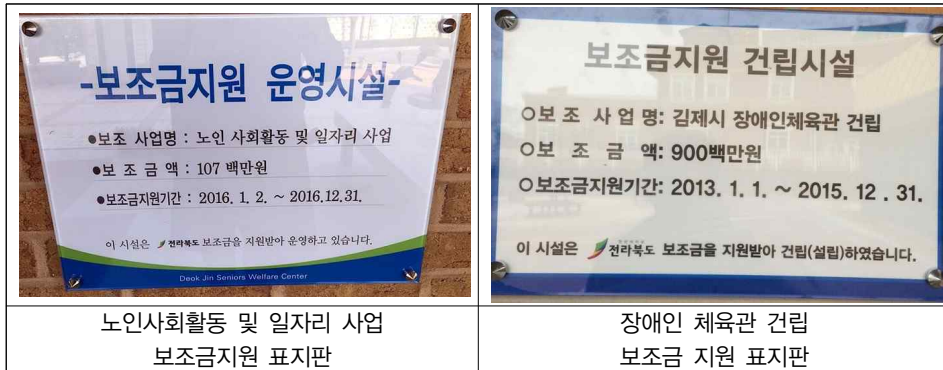 -보조금지원 운영시설-
●보조 사업명 : 노인 사회활동 및 일자리 사업
●보 조 금 액 : 107 백만원
●보조금지원기간 : 2016. 1. 2. ~ 2016.12.31.
이 시설은 전라북도 보조금을 지원받아 운영하고 있습니다.
Deok Jin Seniors Welfare Center
노인사회활동 및 일자리 사업
보조금지원 표지판
보조금지원 건립시설
○보 조 사 업 명: 김제시 장애인체육관 건립
○보 조 금 액: 900백만원
○보조금지원기간: 2013. 1. 1. ~ 2015. 12 . 31.
이 시설은 전라북도 보조금을 지원받아 건립(설립)하였습니다.
장애인 체육관 건립
보조금 지원 표지판